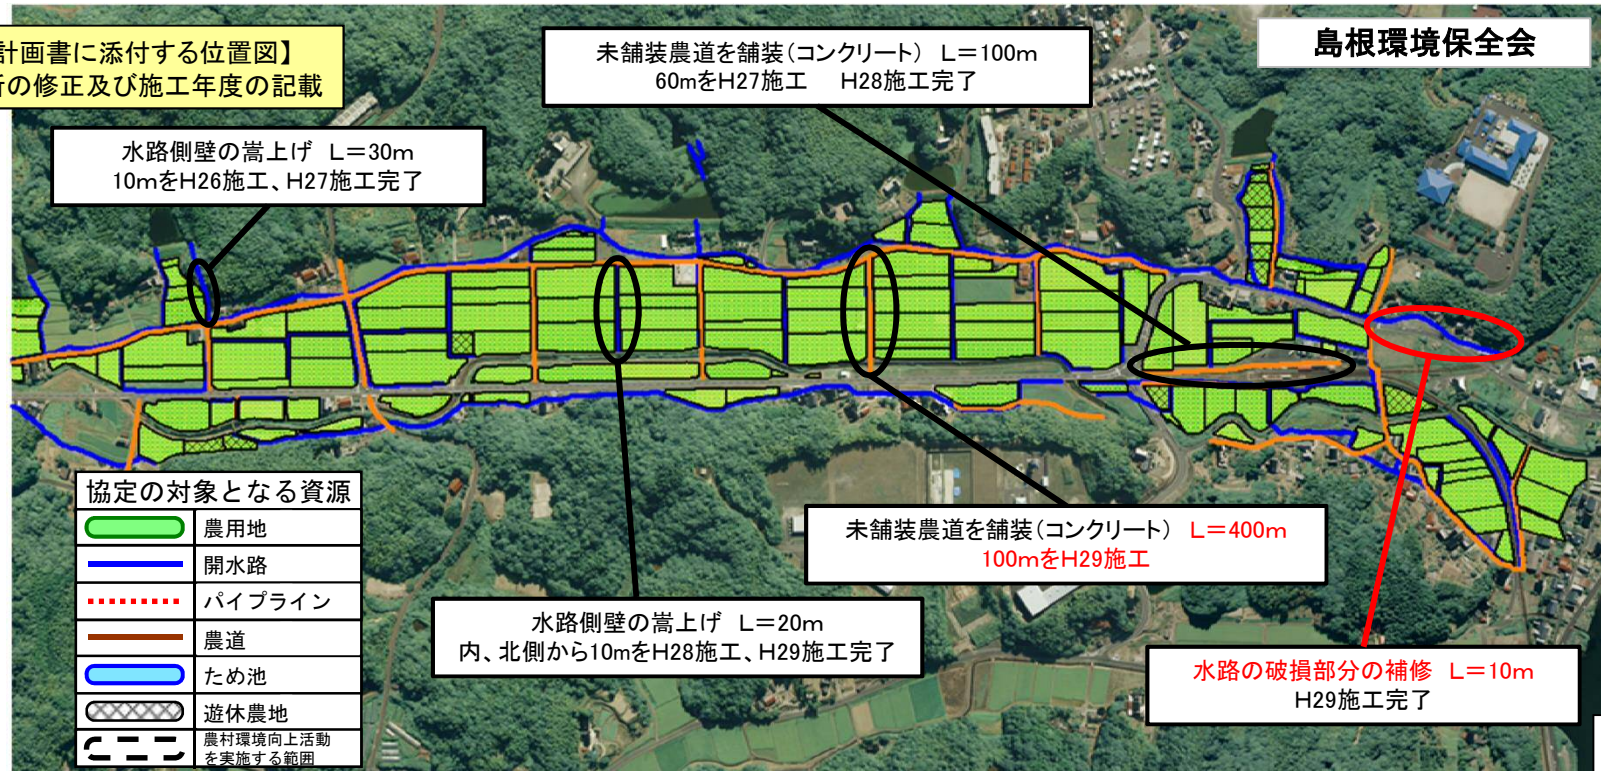 計画書に添付する位置図】
の修正及び施工年度の記載
島根環境保全会
未舗装農道を舗装(コンクリート) L=100m
60mをH27施工 H28施工完了
水路側壁の嵩上げ L=30m
10mをH26施工、H27施工完了
未舗装農道を舗装(コンクリート) L=400m
100mをH29施工
水路側壁の嵩上げ L=20m
内、北側から10mをH28施工、H29施工完了
水路の破損部分の補修 L=10m
H29施工完了
協定の対象となる資源
農用地
開水路
パイプライン
農道
ため池
遊休農地
農村環境向上活動
を実施する範囲